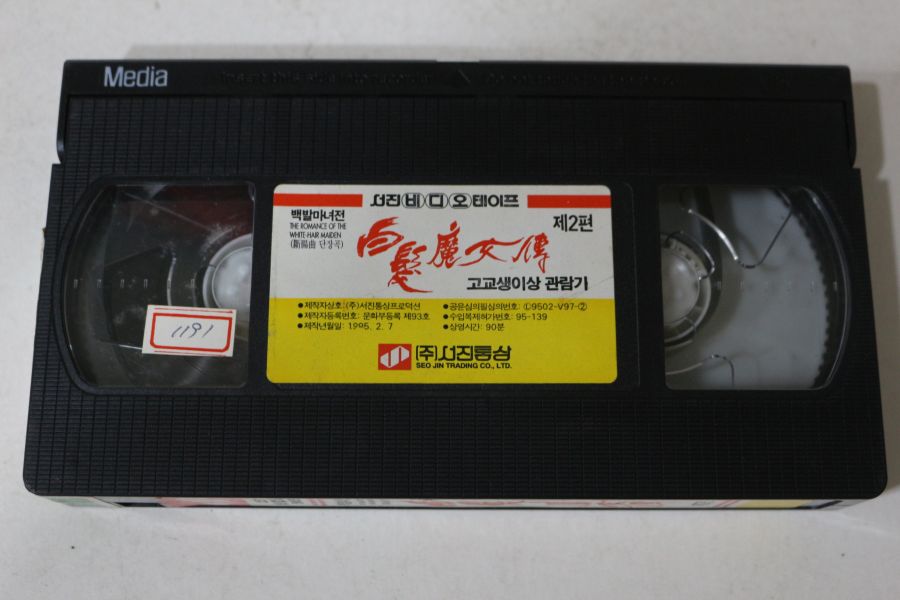 Media
서진비디오테이프
백발마녀전
THE ROMANCE OF THE
WHITE-HAIR MAIDEN
(斷腸曲 단장곡)
白髮魔女傳
제2편
고교생이상 관람가
●제작자상호:(주)서진통상프로덕션
●제작자등록번호: 문화부등록 제93호
●제작년월일: 1995. 2. 7
●공윤심의필심의번호: Ⓛ9502-V97-②
●수입복제허가번호: 95-139
●상영시간: 90분
(주)서진통상
SEO JIN TRADING CO., LTD.
1191